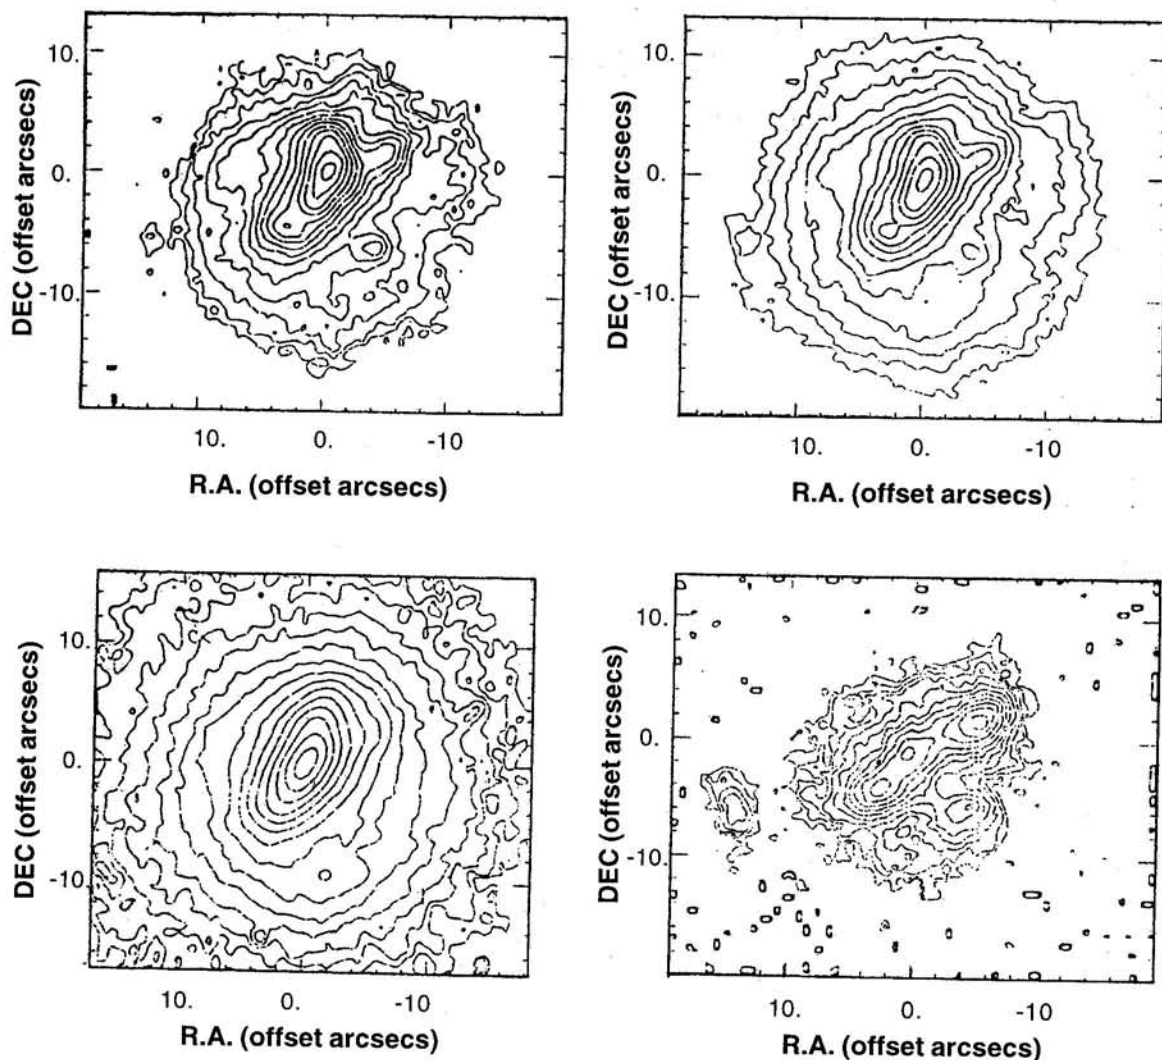 10.
0.
-10.
DEC (offset arcsecs)
10. 0. -10.
R.A. (offset arcsecs)
10.
0.
-10.
DEC (offset arcsecs)
10. 0. -10.
R.A. (offset arcsecs)
10.
0.
-10.
DEC (offset arcsecs)
10. 0. -10.
R.A. (offset arcsecs)
10.
0.
-10.
DEC (offset arcsecs)
10. 0. -10.
R.A. (offset arcsecs)